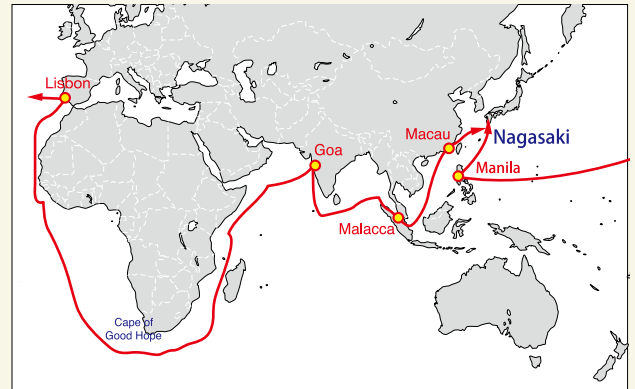 Lisbon
Goa
Macau
Nagasaki
Manila
Malacca
Cape of
Good Hope